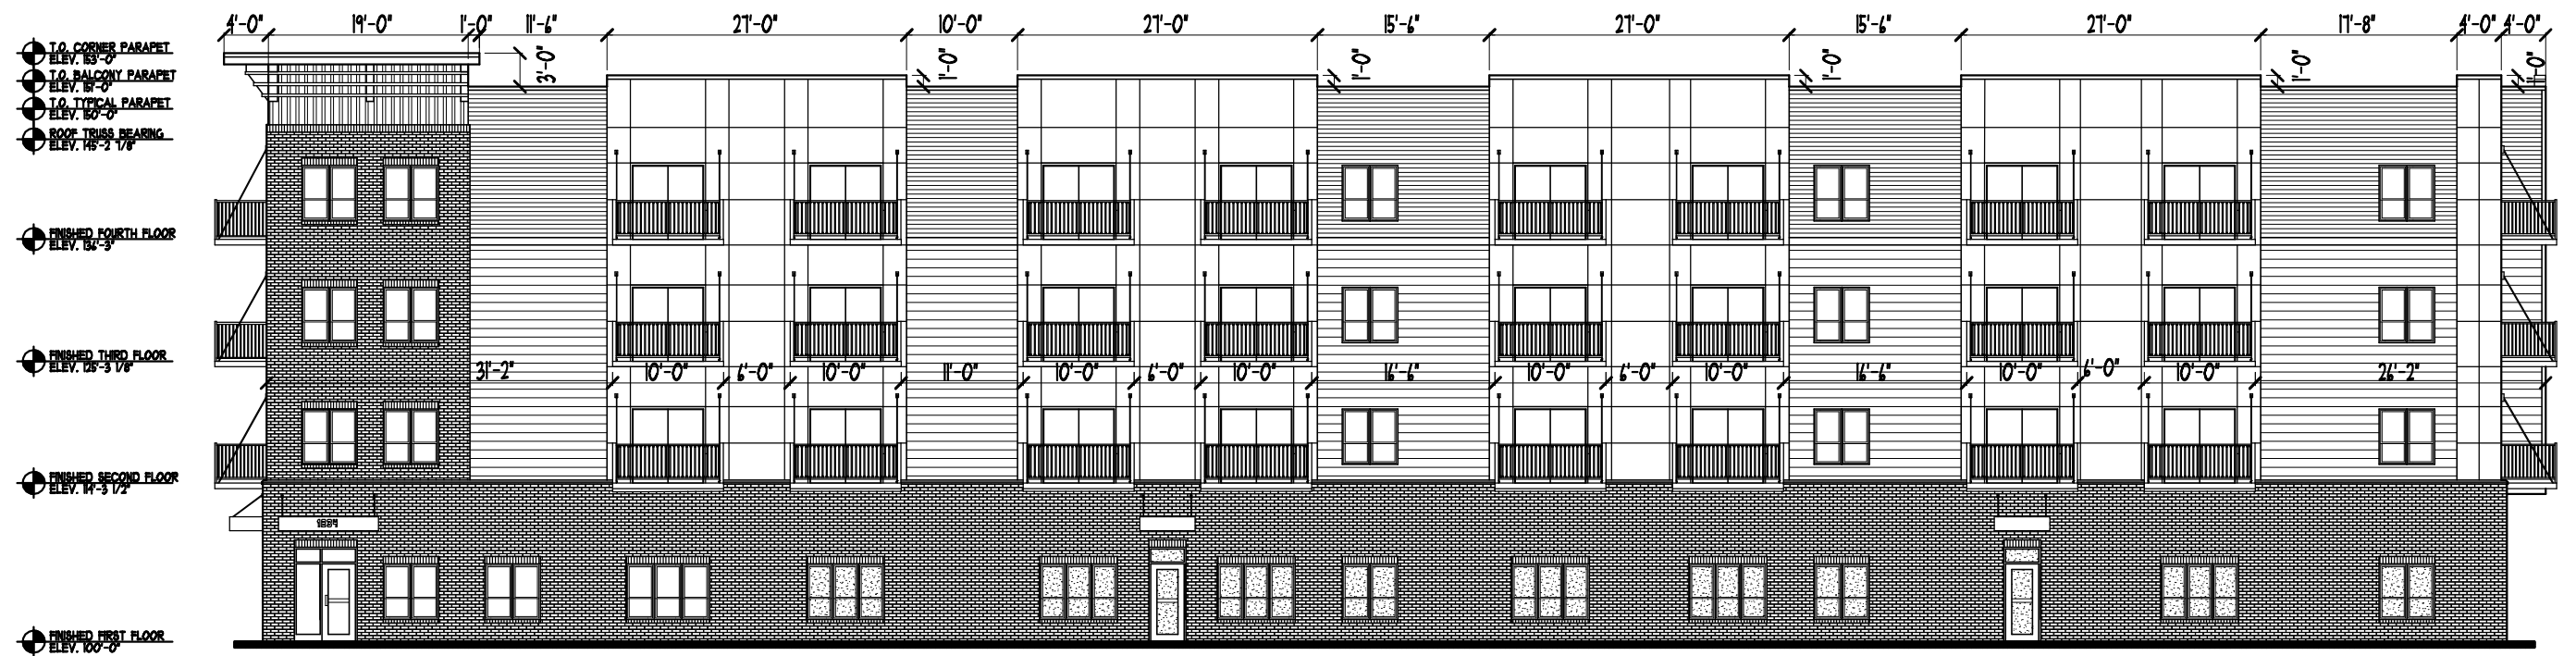 4'-0" 19'-0" 1'-0" 11'-6" 27'-0" 10'-0" 27'-0" 15'-6" 27'-0" 15'-6" 27'-0" 17'-8" 4'-0" 4'-0"
T.O. CORNER PARAPET
ELEV. 153'-0"
3'-0" 1'-0" 1'-0" 1'-0" 1'-0" 1'-0"
T.O. BALCONY PARAPET
ELEV. 151'-0"
T.O. TYPICAL PARAPET
ELEV. 150'-0"
ROOF TRUSS BEARING
ELEV. 145'-2 7/8"
FINISHED FOURTH FLOOR
ELEV. 136'-3"
FINISHED THIRD FLOOR
ELEV. 125'-3 1/8"
31'-2" 10'-0" 6'-0" 10'-0" 11'-0" 10'-0" 6'-0" 10'-0" 16'-6" 10'-0" 6'-0" 10'-0" 16'-6" 10'-0" 6'-0" 10'-0" 26'-2"
FINISHED SECOND FLOOR
ELEV. 114'-3 1/2"
FINISHED FIRST FLOOR
ELEV. 100'-0"